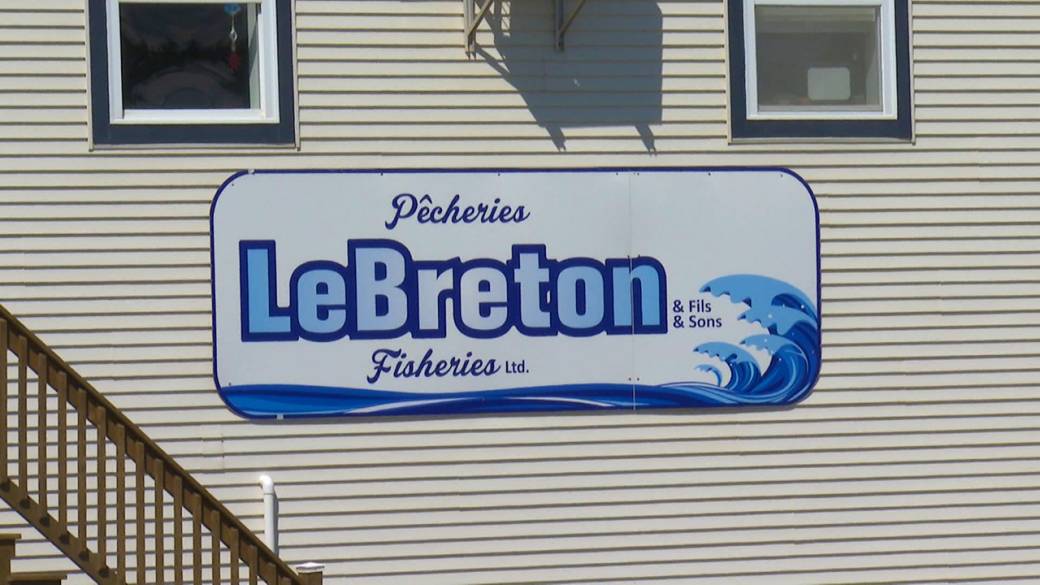 Pêcheries
LeBreton
& Fils
& Sons
Fisheries Ltd.